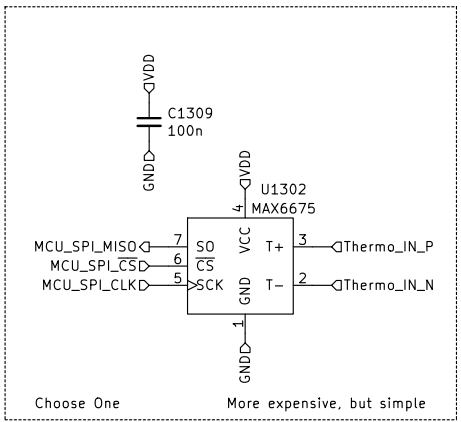 VDD
C1309
100n
GND
VDD
U1302
MAX6675
4
MCU_SPI_MISO 7 SO VCC T+ 3 Thermo_IN_P
MCU_SPI_CS 6 CS
MCU_SPI_CLK 5 SCK GND T- 2 Thermo_IN_N
1
GND
Choose One More expensive, but simple